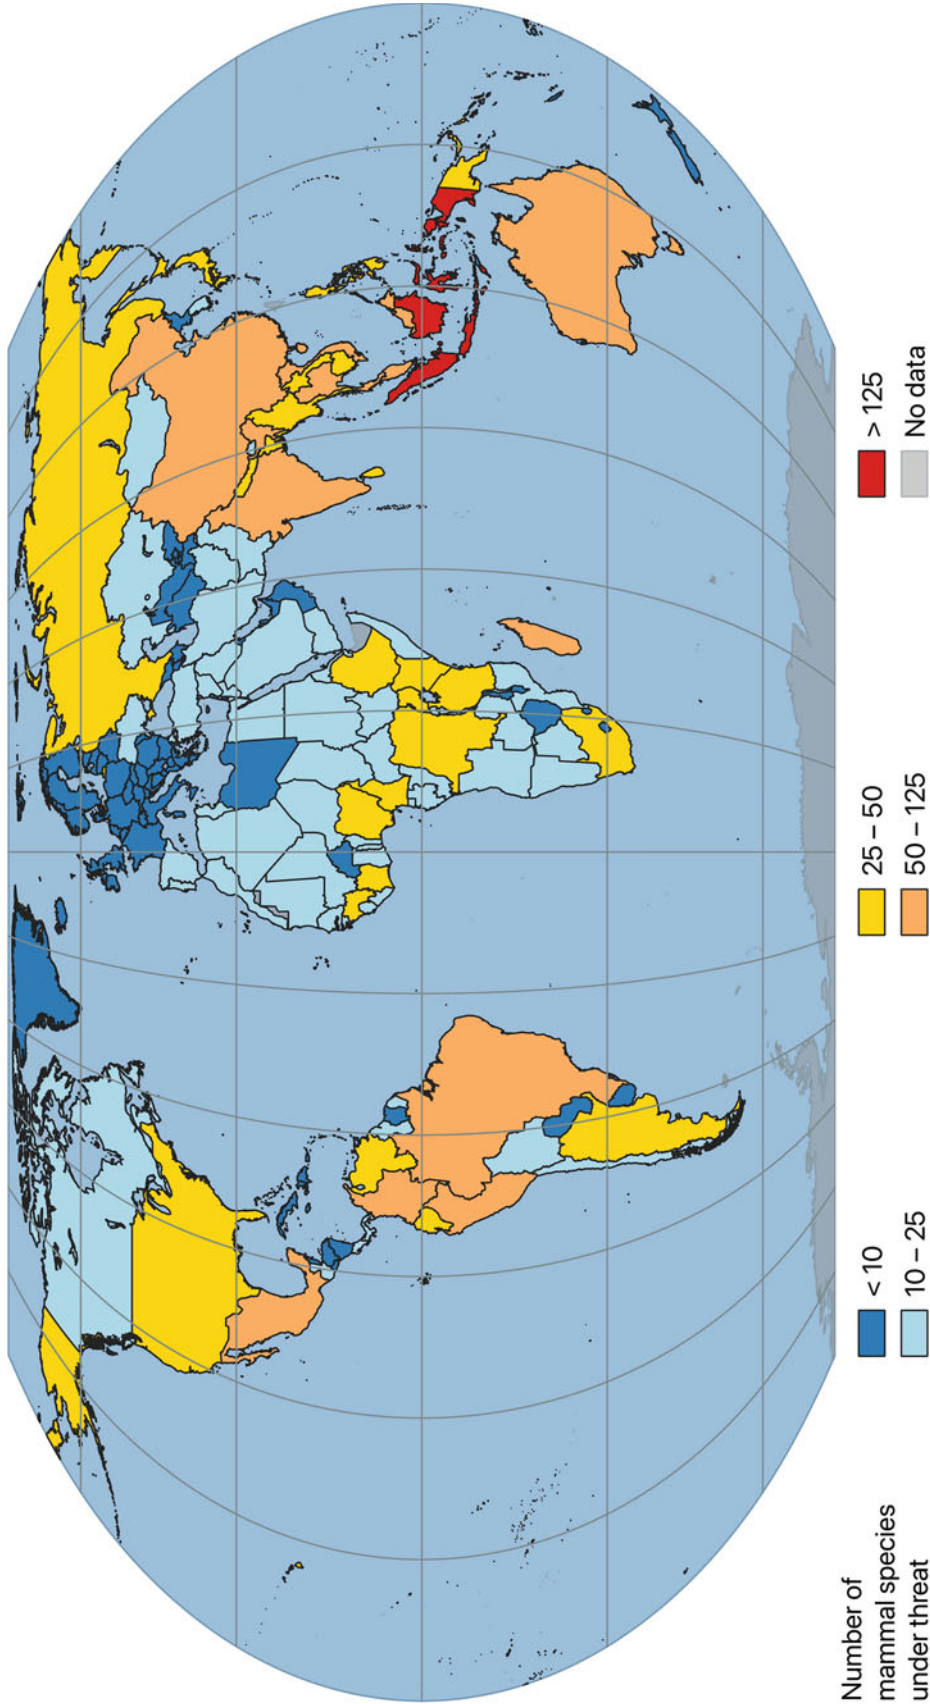 Number of
mammal species
under threat
< 10
10 – 25
25 – 50
50 – 125
> 125
No data